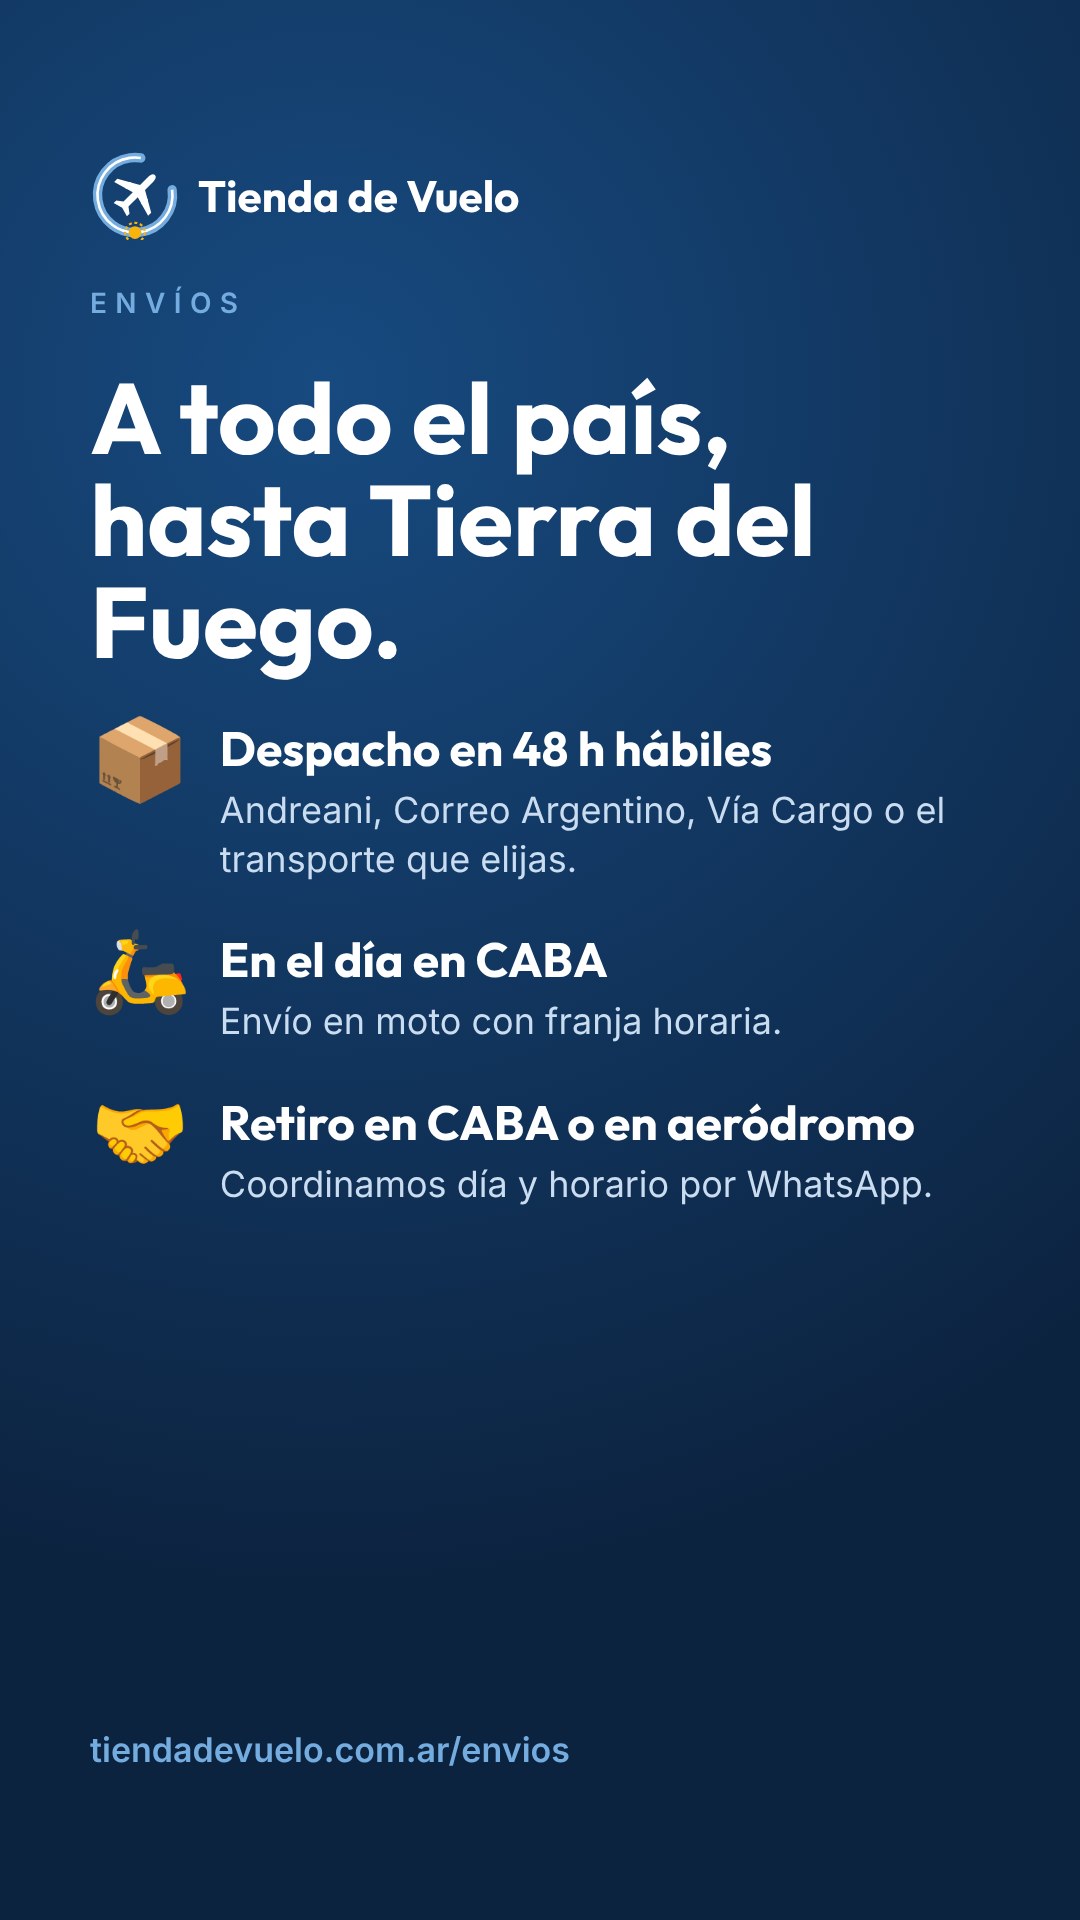 Tienda de Vuelo
ENVÍOS
A todo el país,
hasta Tierra del
Fuego.
Despacho en 48 h hábiles
Andreani, Correo Argentino, Vía Cargo o el
transporte que elijas.
En el día en CABA
Envío en moto con franja horaria.
Retiro en CABA o en aeródromo
Coordinamos día y horario por WhatsApp.
tiendadevuelo.com.ar/envios